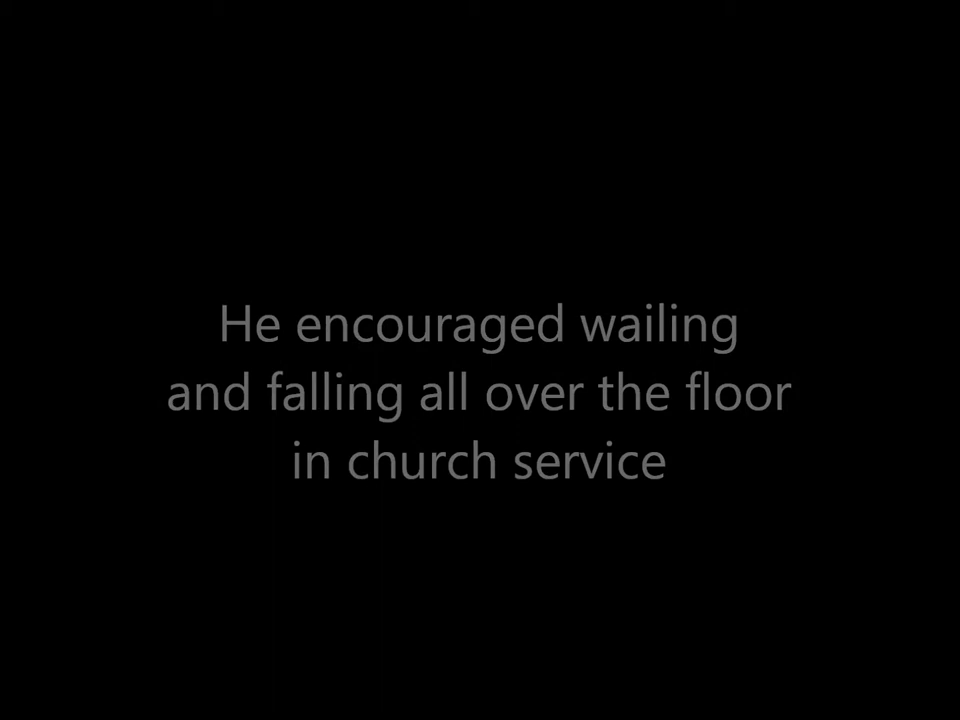 He encouraged wailing
and falling all over the floor
in church service